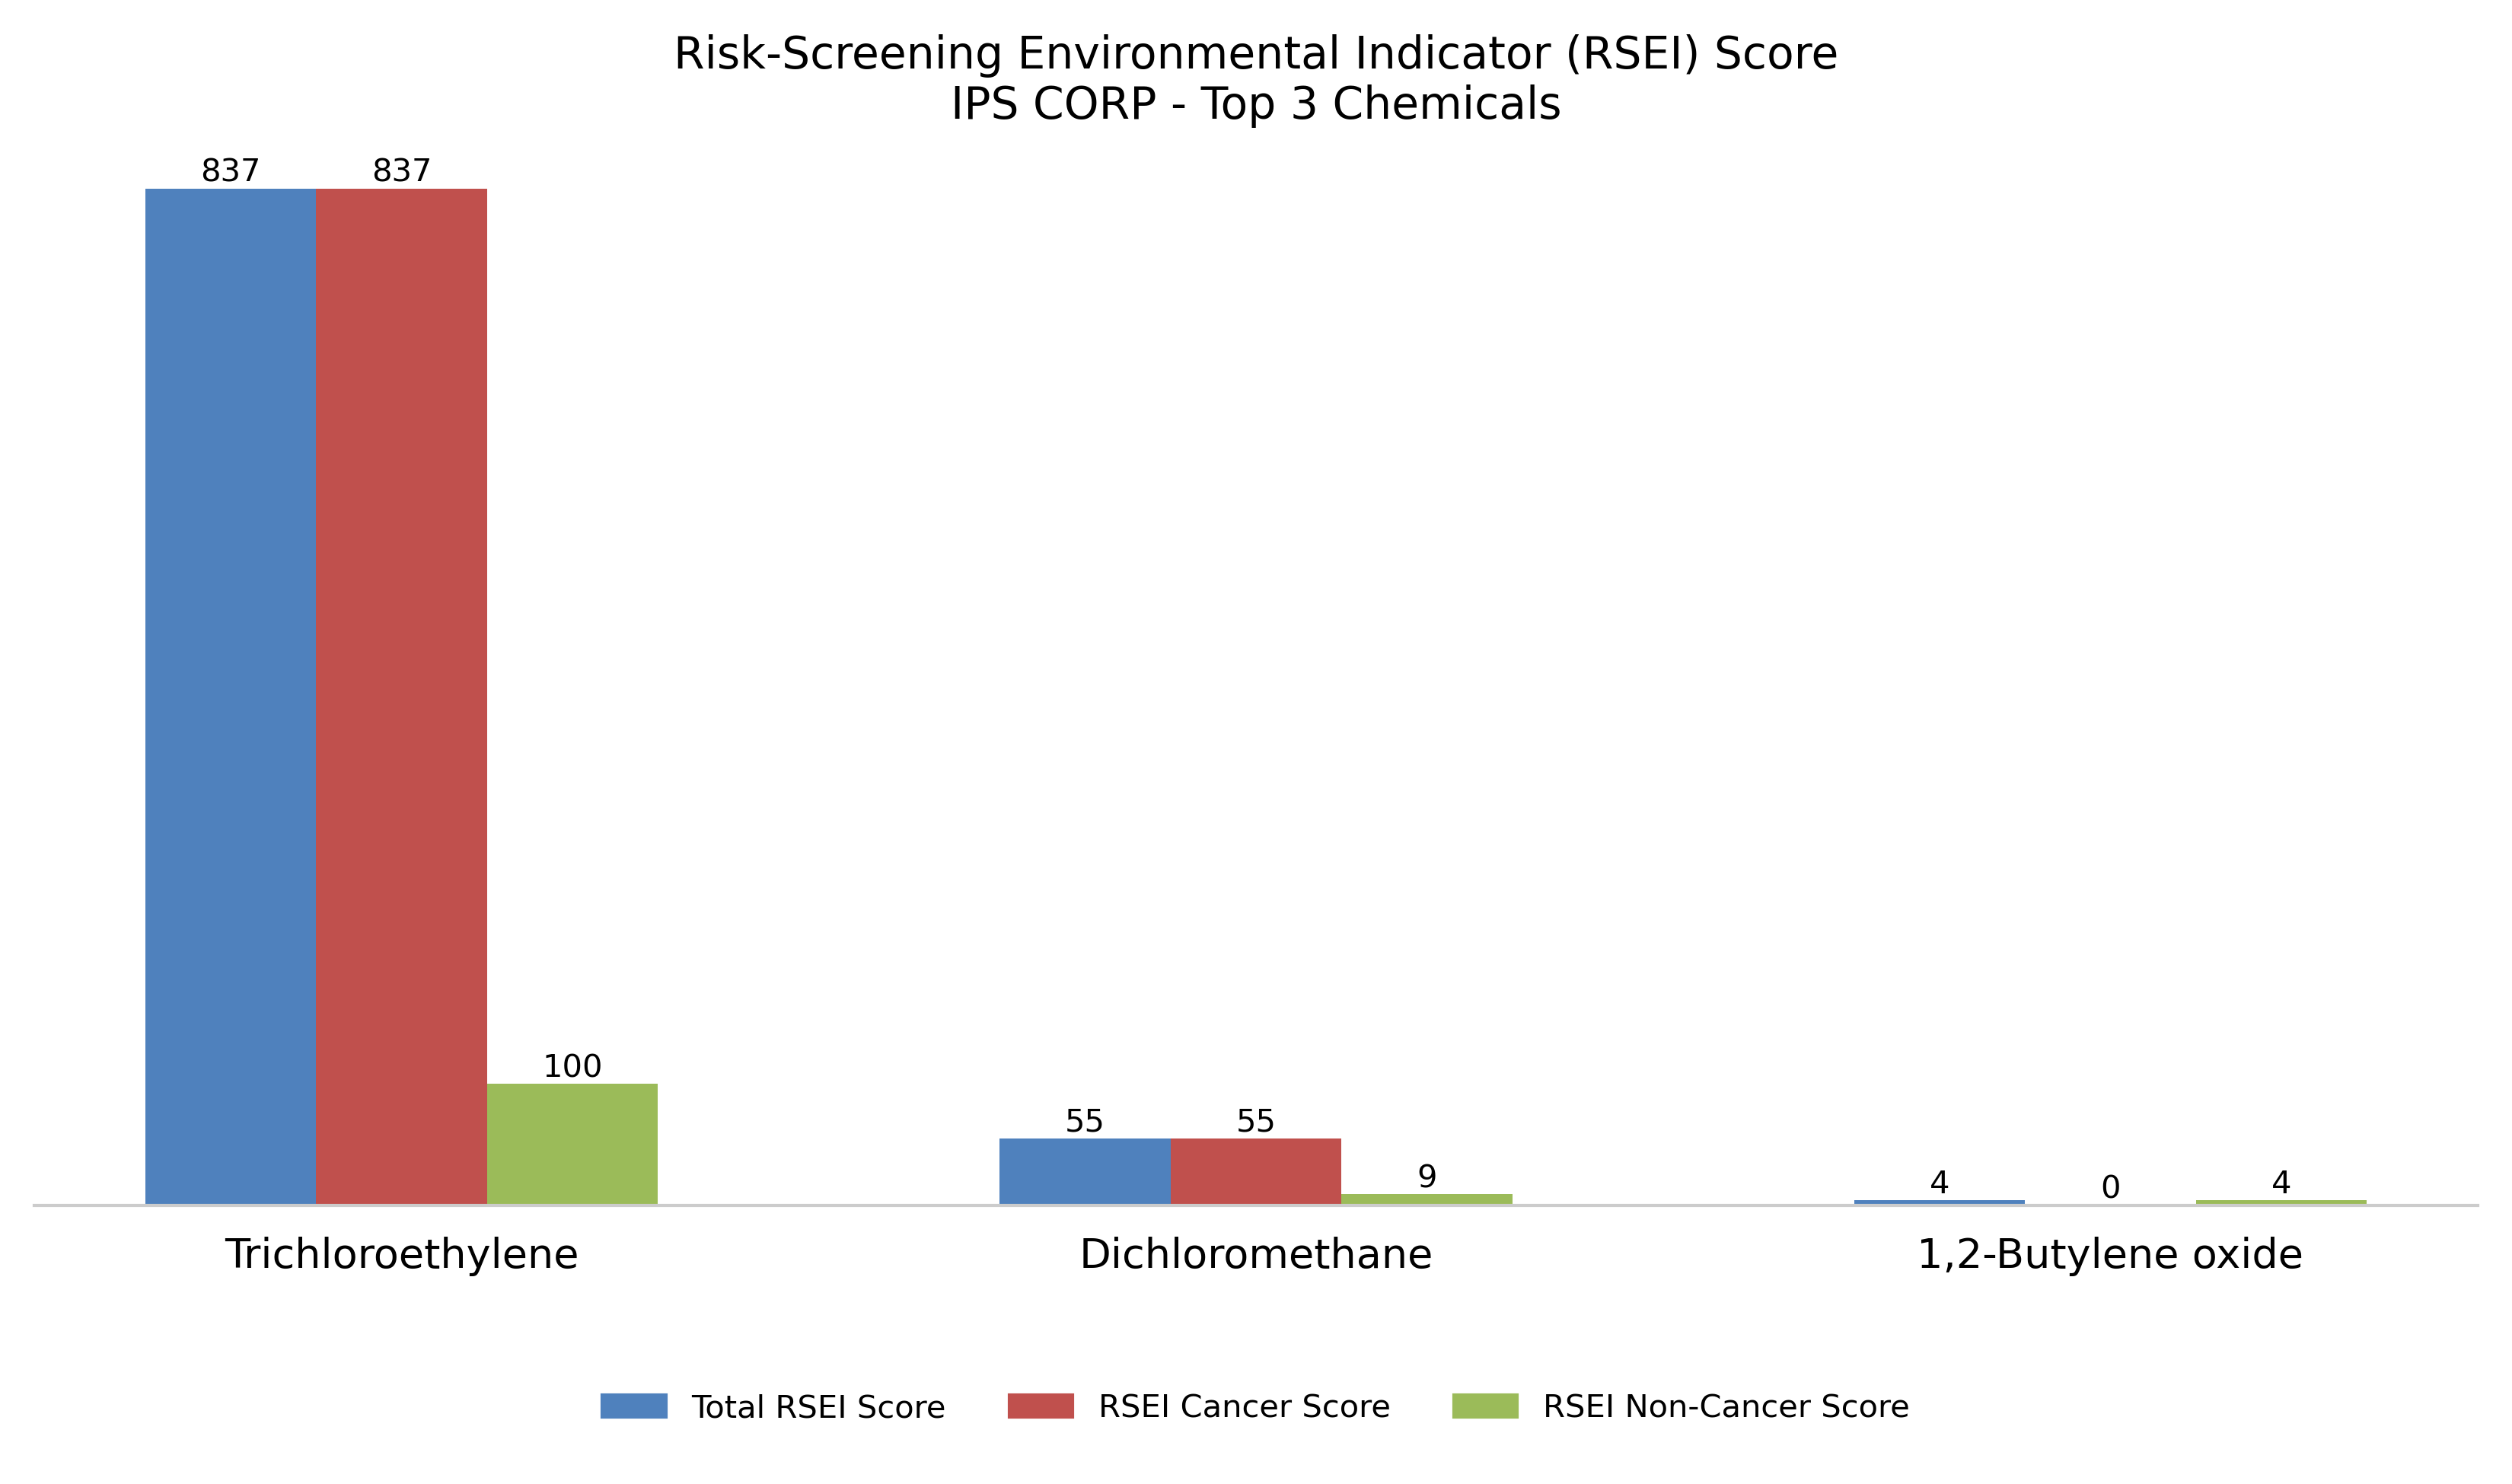 Risk-Screening Environmental Indicator (RSEI) Score
IPS CORP - Top 3 Chemicals
837
837
100
55
55
9
4
0
4
Trichloroethylene
Dichloromethane
1,2-Butylene oxide
Total RSEI Score
RSEI Cancer Score
RSEI Non-Cancer Score